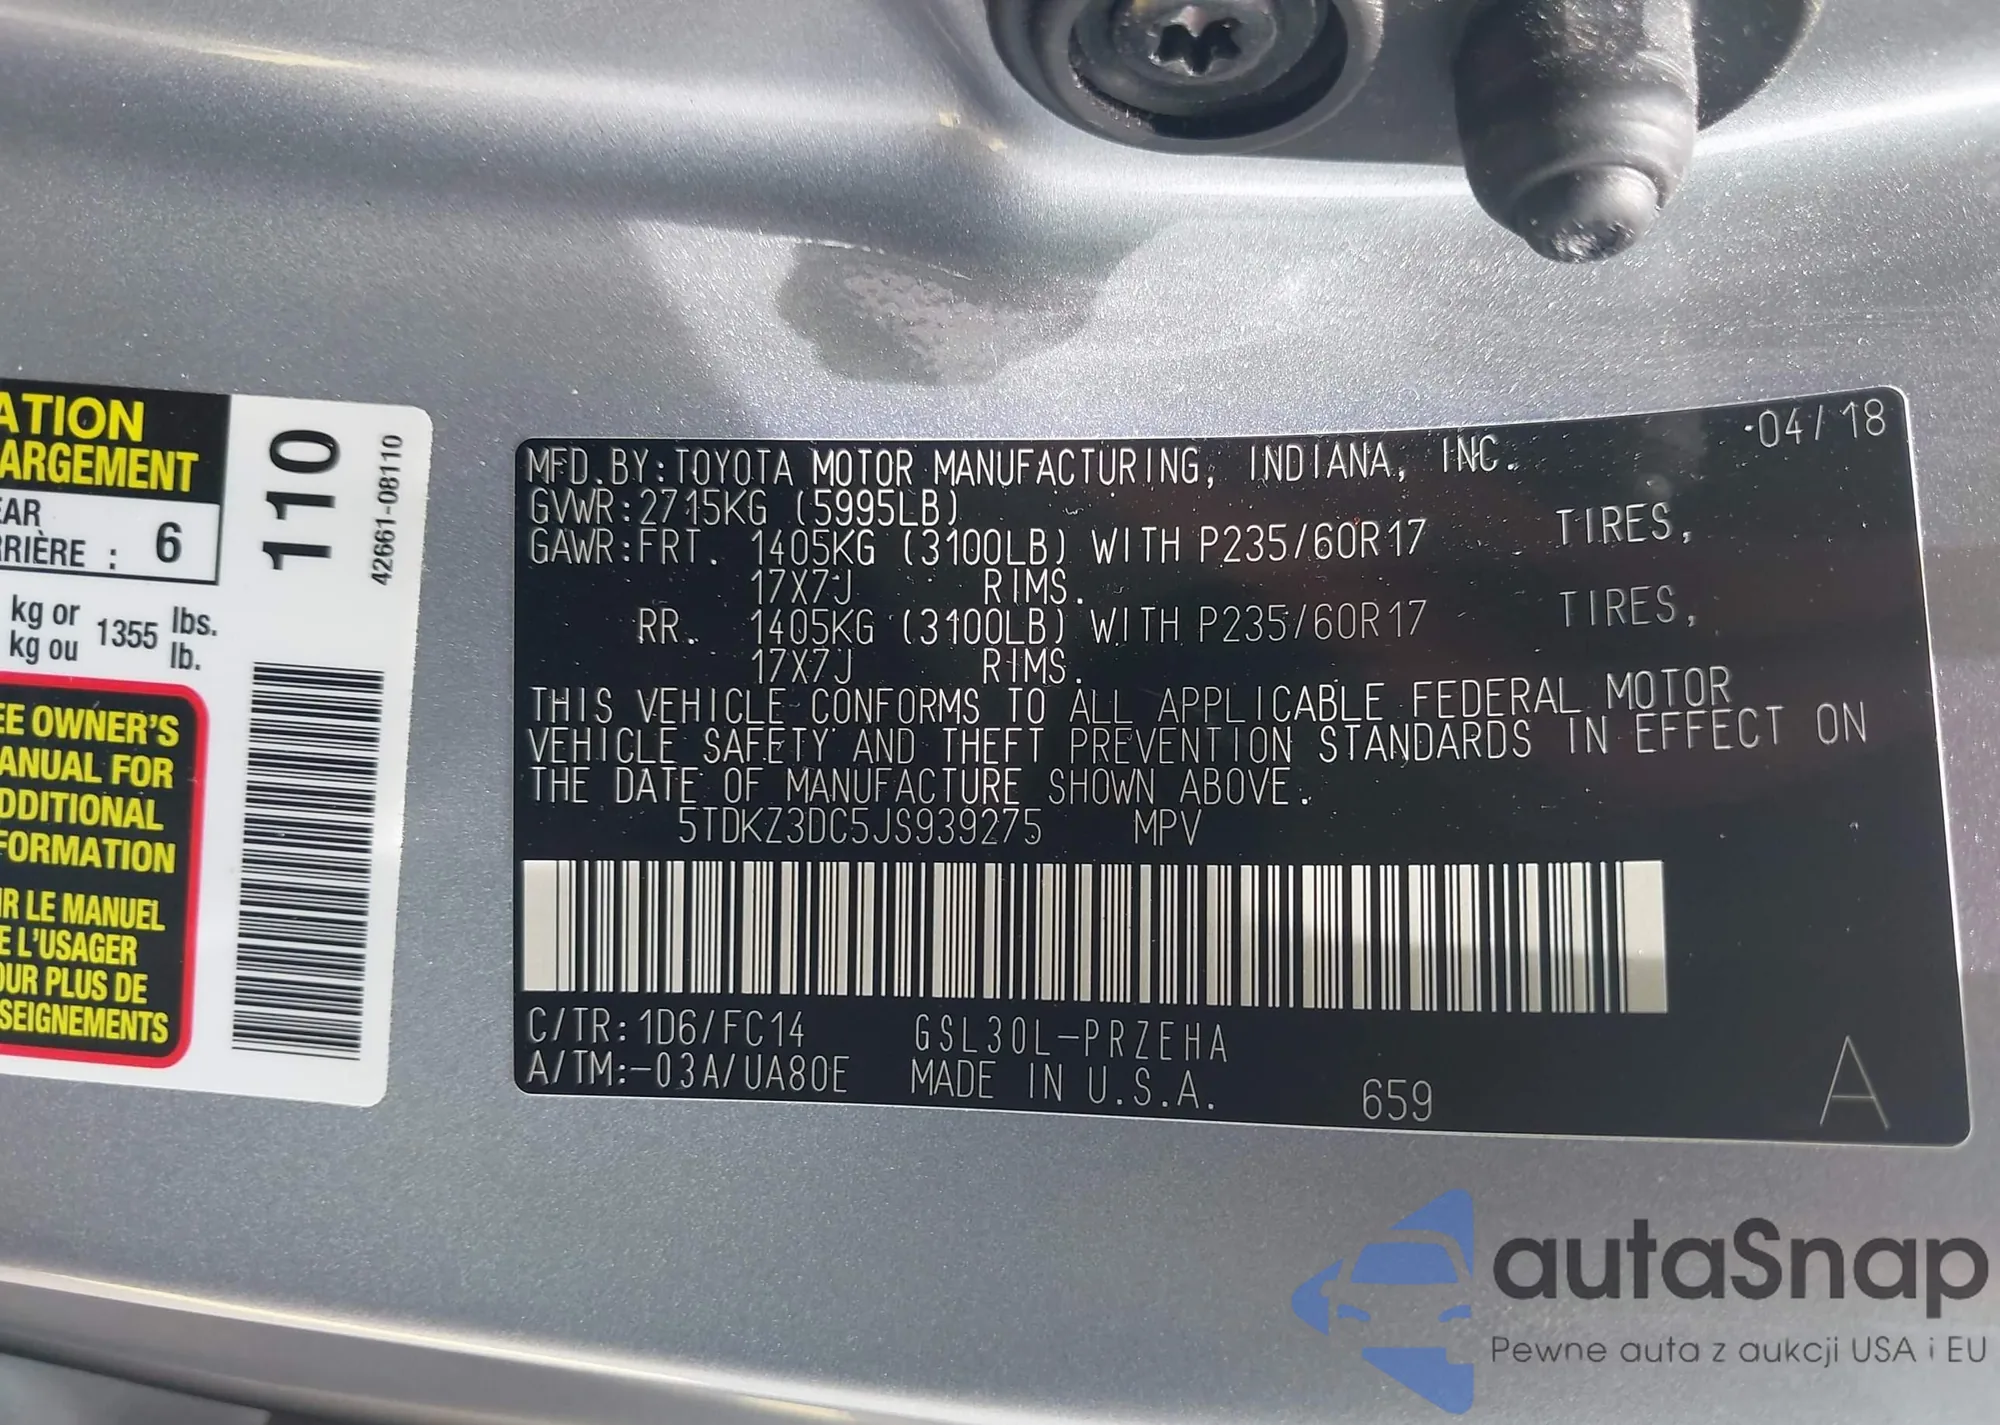 ATION
ARGEMENT
EAR
RRIÈRE : 6
kg or
kg ou 1355 lbs.
lb.
EE OWNER'S
ANUAL FOR
DDITIONAL
FORMATION
IR LE MANUEL
E L'USAGER
OUR PLUS DE
SEIGNEMENTS
110
42661-08110
04/18
MFD.BY:TOYOTA MOTOR MANUFACTURING, INDIANA, INC.
GVWR:2715KG (5995LB)
GAWR:FRT. 1405KG (3100LB) WITH P235/60R17 TIRES,
17X7J RIMS.
RR. 1405KG (3100LB) WITH P235/60R17 TIRES,
17X7J RIMS.
THIS VEHICLE CONFORMS TO ALL APPLICABLE FEDERAL MOTOR
VEHICLE SAFETY AND THEFT PREVENTION STANDARDS IN EFFECT ON
THE DATE OF MANUFACTURE SHOWN ABOVE.
5TDKZ3DC5JS939275 MPV
C/TR:1D6/FC14 GSL30L-PRZEHA
A/TM:-03A/UA80E MADE IN U.S.A. 659 A
autaSnap
Pewne auta z aukcji USA i EU